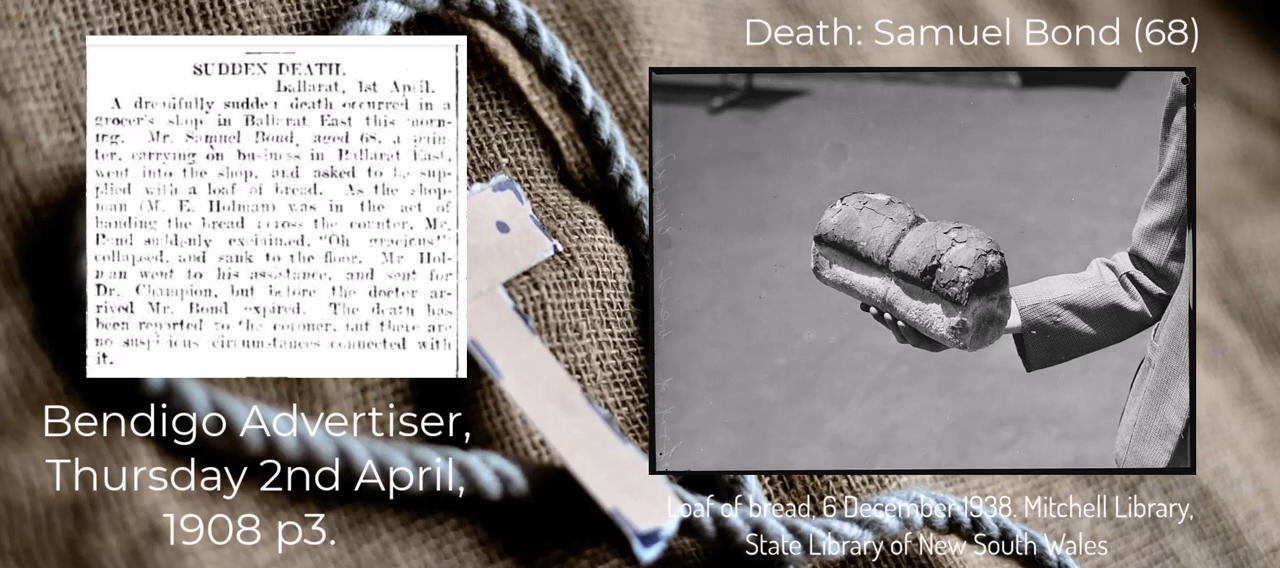 Death: Samuel Bond (68)
SUDDEN DEATH.
Ballarat, 1st April.
A dreadfully sudden death occurred in a
grocer's shop in Ballarat East this morn-
ing. Mr. Samuel Bond, aged 68, a
carrying on business in Ballarat East,
went into the shop, and asked to be sup-
plied with a loaf of bread. As the shop-
man (M. E. Holman) was in the act of
handing the bread across the counter, Mr.
Bond suddenly exclaimed, "Oh gracious!"
collapsed, and sank to the floor. Mr Hol-
man went to his assistance, and sent for
Dr. Champion, but before the doctor ar-
rived Mr. Bond expired. The death has
been reported to the coroner, but there are
no suspicious circumstances connected with
it.
Bendigo Advertiser,
Thursday 2nd April,
1908 p3.
Loaf of bread, 6 December 1938. Mitchell Library,
State Library of New South Wales